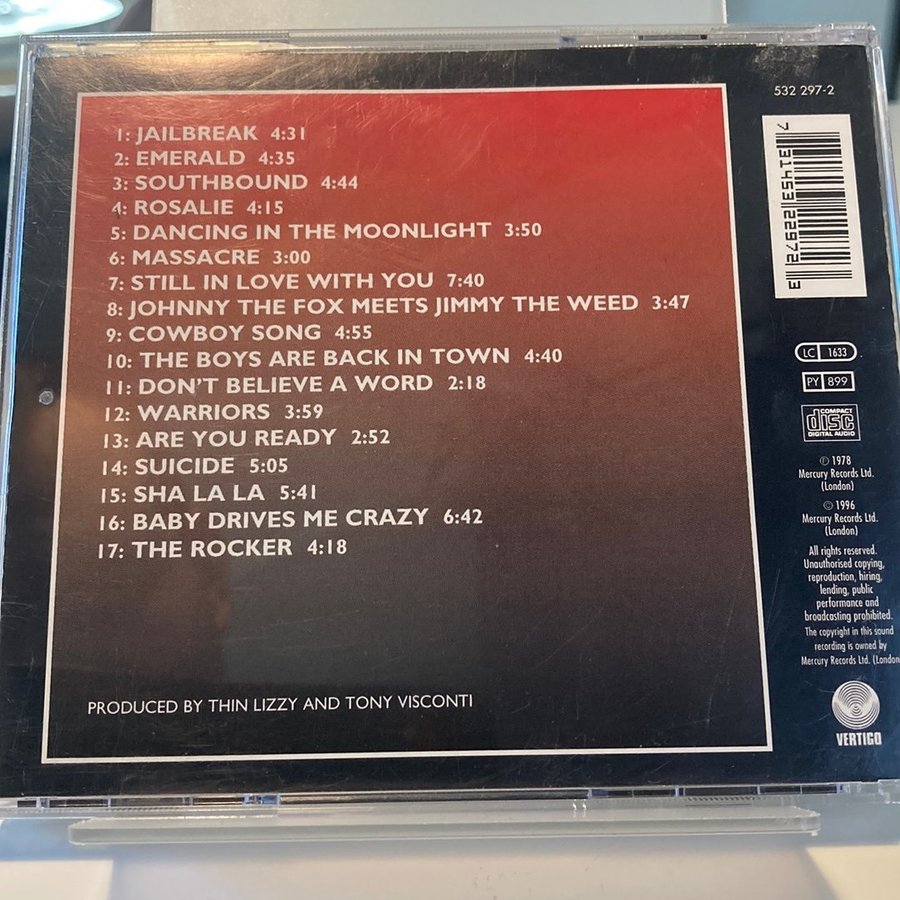 1: JAILBREAK 4:31
2: EMERALD 4:35
3: SOUTHBOUND 4:44
4: ROSALIE 4:15
5: DANCING IN THE MOONLIGHT 3:50
6: MASSACRE 3:00
7: STILL IN LOVE WITH YOU 7:40
8: JOHNNY THE FOX MEETS JIMMY THE WEED 3:47
9: COWBOY SONG 4:55
10: THE BOYS ARE BACK IN TOWN 4:40
11: DON'T BELIEVE A WORD 2:18
12: WARRIORS 3:59
13: ARE YOU READY 2:52
14: SUICIDE 5:05
15: SHA LA LA 5:41
16: BABY DRIVES ME CRAZY 6:42
17: THE ROCKER 4:18
PRODUCED BY THIN LIZZY AND TONY VISCONTI
532 297-2
7 31453 22972 3
LC 1633
PY 899
COMPACT
disc
DIGITAL AUDIO
℗ 1978
Mercury Records Ltd.
(London)
© 1996
Mercury Records Ltd.
(London)
All rights reserved.
Unauthorised copying,
reproduction, hiring,
lending, public
performance and
broadcasting prohibited.
The copyright in this sound
recording is owned by
Mercury Records Ltd. (London
VERTIGO